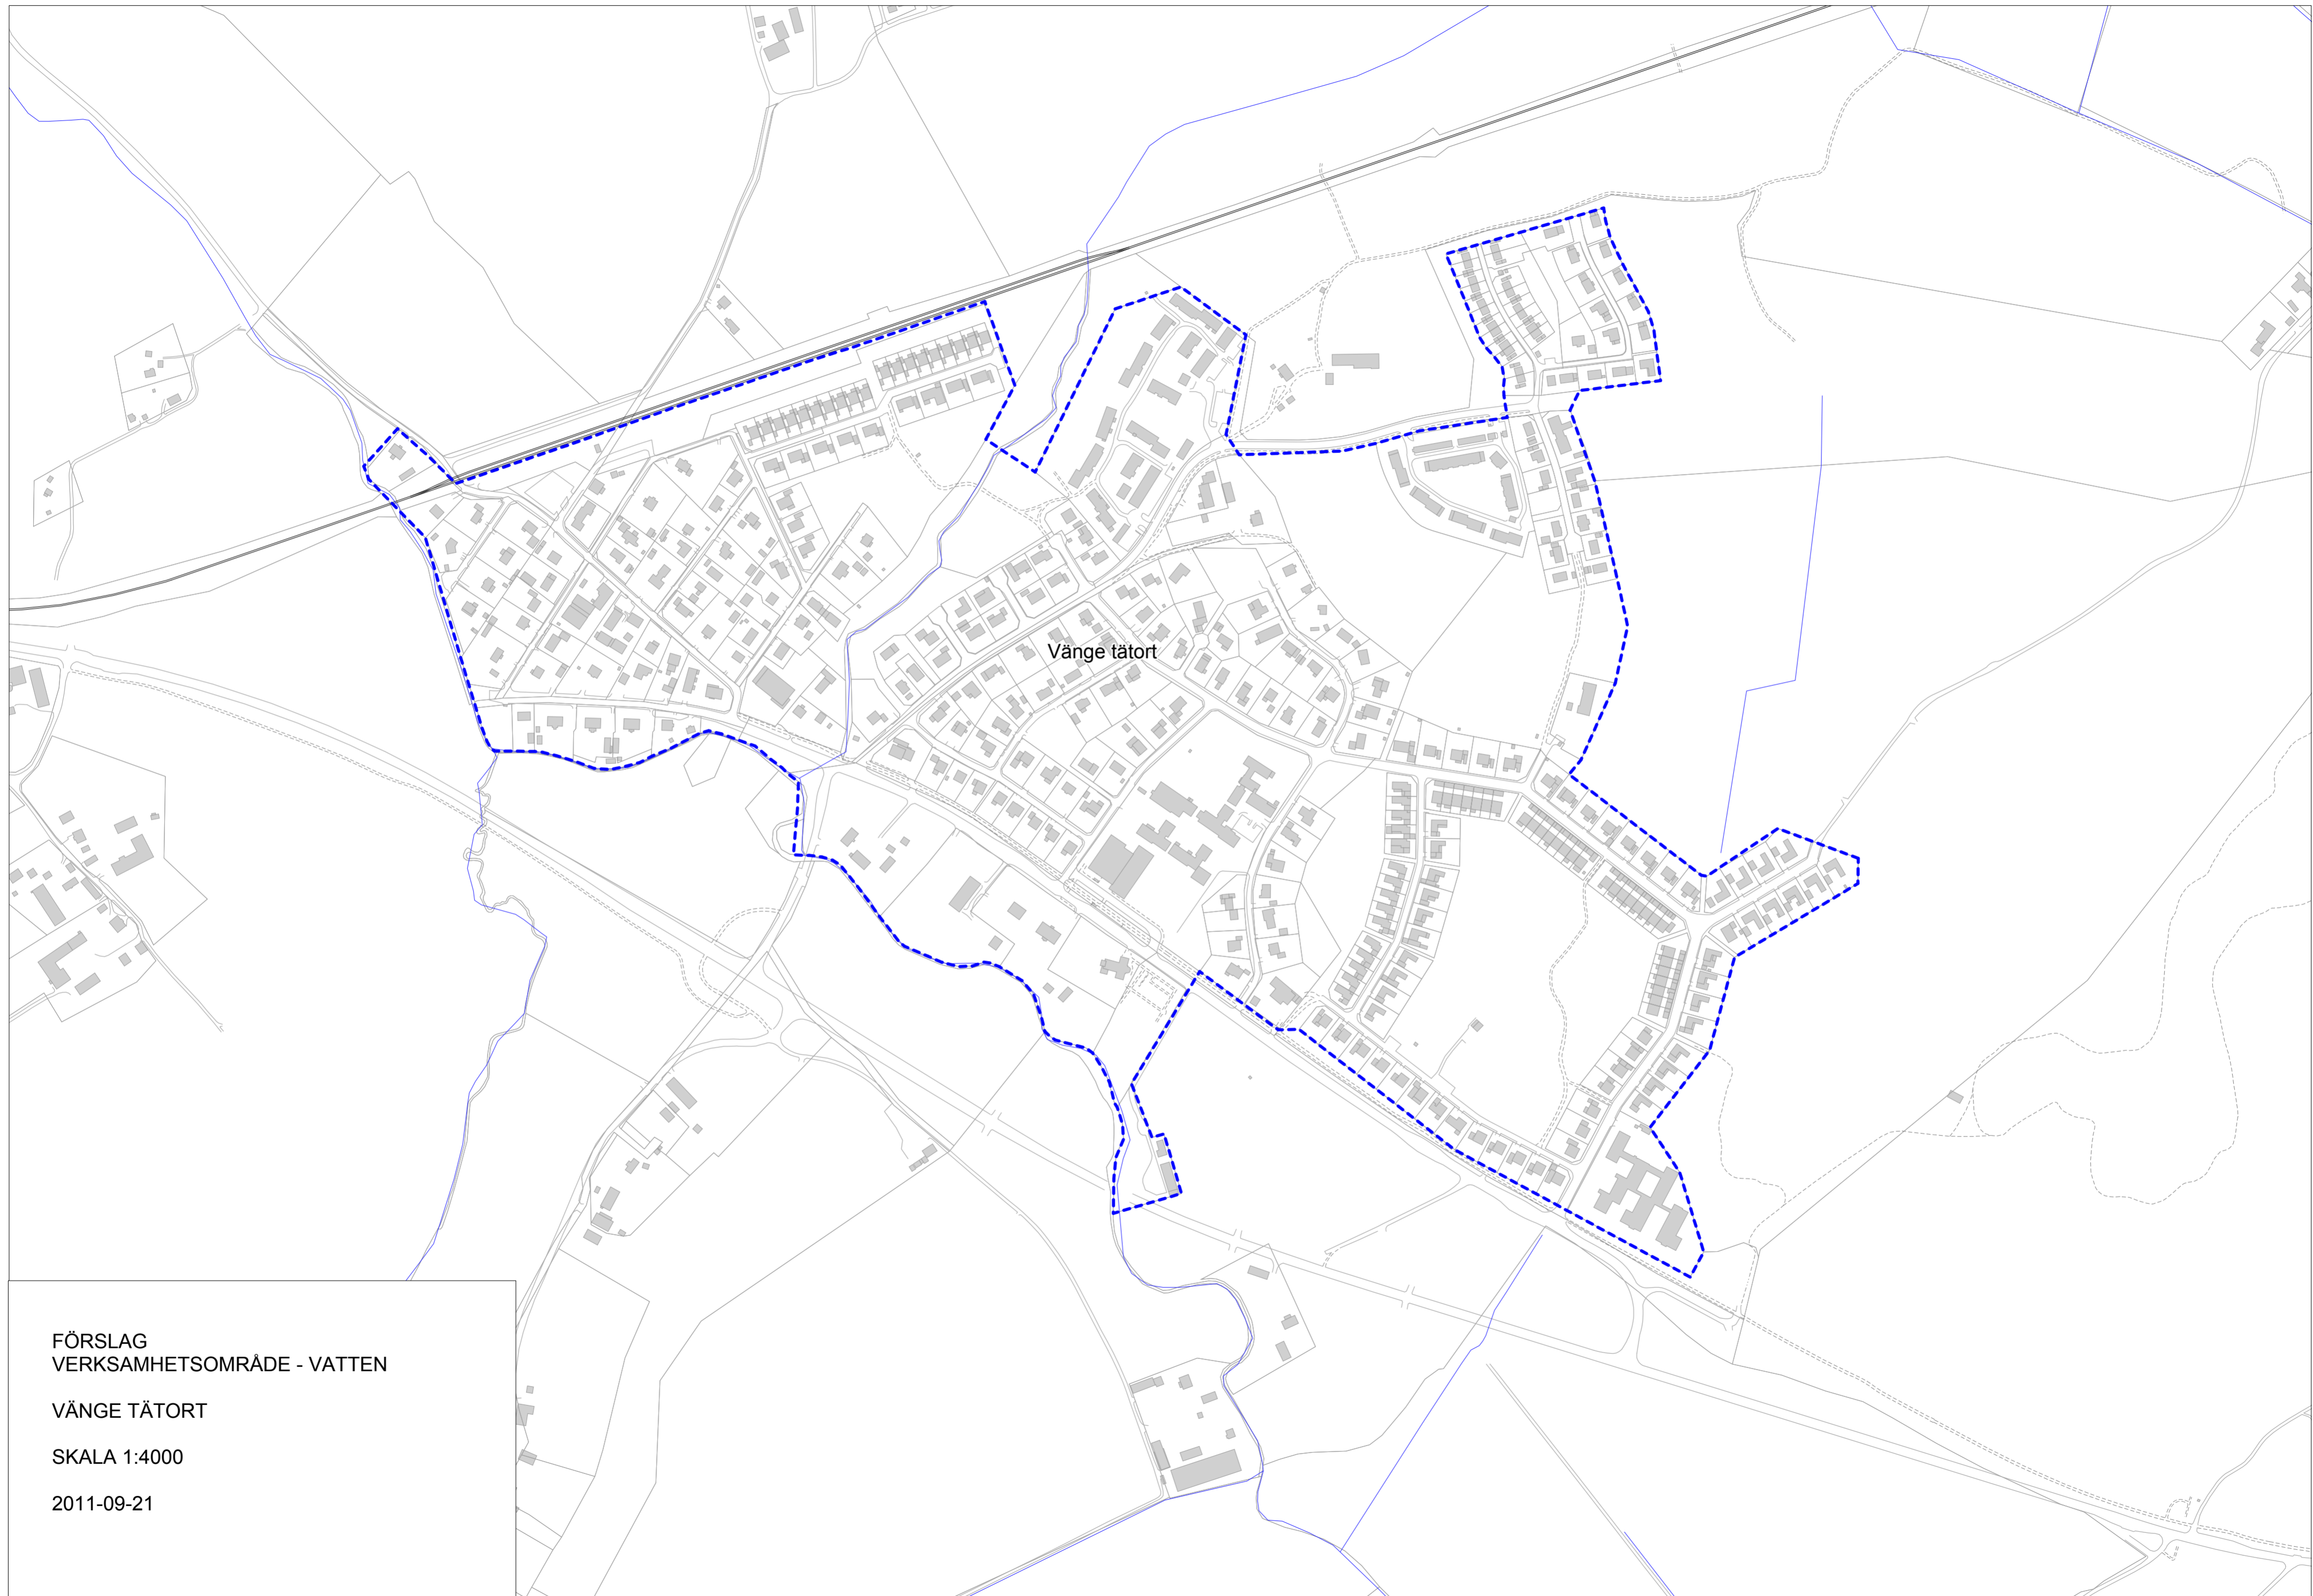 Vänge tätort
FÖRSLAG
VERKSAMHETSOMRÅDE - VATTEN
VÄNGE TÄTORT
SKALA 1:4000
2011-09-21